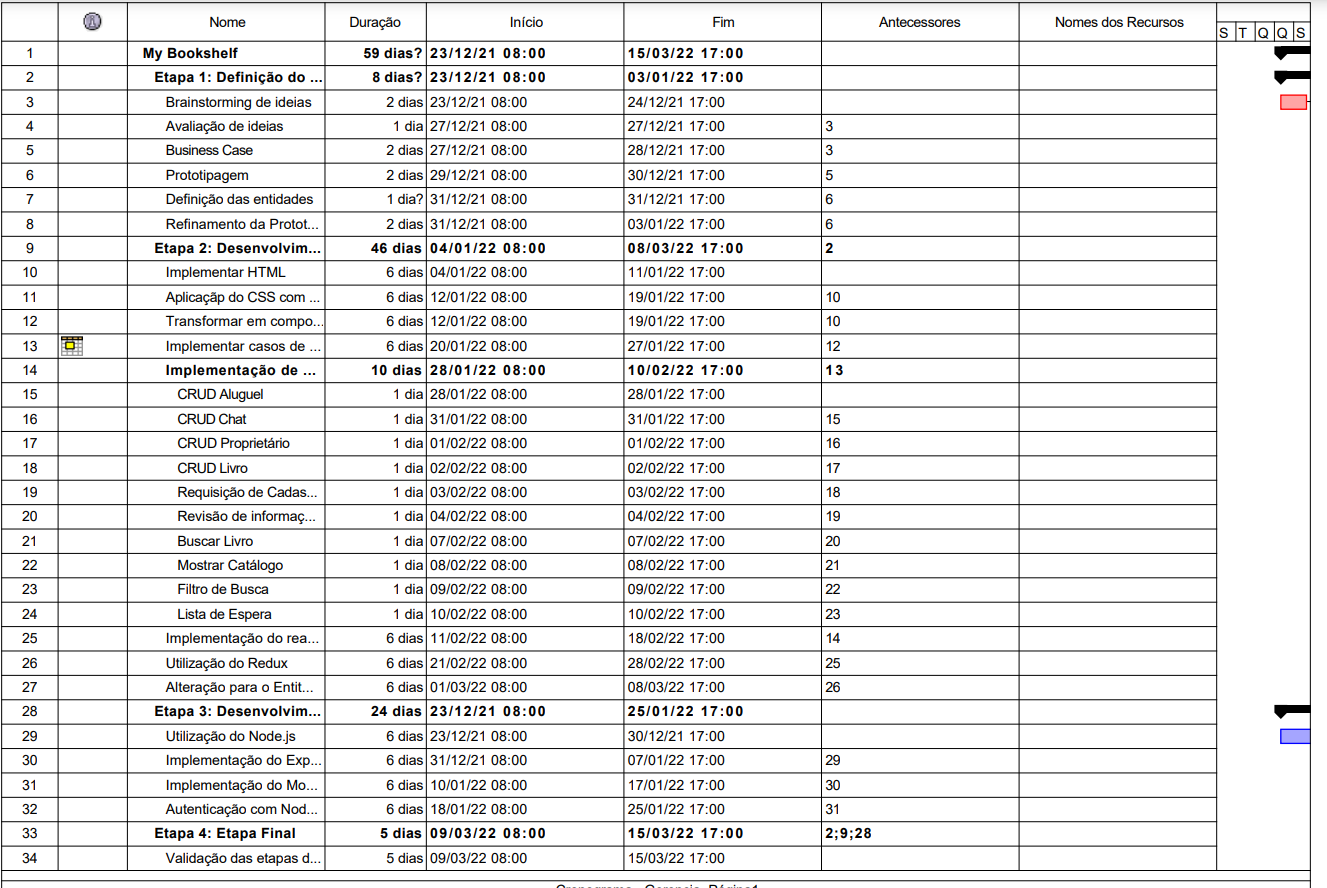 Nome Duração Início Fim Antecessores Nomes dos Recursos
S T Q Q S
1 My Bookshelf 59 dias? 23/12/21 08:00 15/03/22 17:00
2 Etapa 1: Definição do ... 8 dias? 23/12/21 08:00 03/01/22 17:00
3 Brainstorming de ideias 2 dias 23/12/21 08:00 24/12/21 17:00
4 Avaliação de ideias 1 dia 27/12/21 08:00 27/12/21 17:00 3
5 Business Case 2 dias 27/12/21 08:00 28/12/21 17:00 3
6 Prototipagem 2 dias 29/12/21 08:00 30/12/21 17:00 5
7 Definição das entidades 1 dia? 31/12/21 08:00 31/12/21 17:00 6
8 Refinamento da Protot... 2 dias 31/12/21 08:00 03/01/22 17:00 6
9 Etapa 2: Desenvolvim... 46 dias 04/01/22 08:00 08/03/22 17:00 2
10 Implementar HTML 6 dias 04/01/22 08:00 11/01/22 17:00
11 Aplicaçãp do CSS com ... 6 dias 12/01/22 08:00 19/01/22 17:00 10
12 Transformar em compo... 6 dias 12/01/22 08:00 19/01/22 17:00 10
13 Implementar casos de ... 6 dias 20/01/22 08:00 27/01/22 17:00 12
14 Implementação de ... 10 dias 28/01/22 08:00 10/02/22 17:00 13
15 CRUD Aluguel 1 dia 28/01/22 08:00 28/01/22 17:00
16 CRUD Chat 1 dia 31/01/22 08:00 31/01/22 17:00 15
17 CRUD Proprietário 1 dia 01/02/22 08:00 01/02/22 17:00 16
18 CRUD Livro 1 dia 02/02/22 08:00 02/02/22 17:00 17
19 Requisição de Cadas... 1 dia 03/02/22 08:00 03/02/22 17:00 18
20 Revisão de informaç... 1 dia 04/02/22 08:00 04/02/22 17:00 19
21 Buscar Livro 1 dia 07/02/22 08:00 07/02/22 17:00 20
22 Mostrar Catálogo 1 dia 08/02/22 08:00 08/02/22 17:00 21
23 Filtro de Busca 1 dia 09/02/22 08:00 09/02/22 17:00 22
24 Lista de Espera 1 dia 10/02/22 08:00 10/02/22 17:00 23
25 Implementação do rea... 6 dias 11/02/22 08:00 18/02/22 17:00 14
26 Utilização do Redux 6 dias 21/02/22 08:00 28/02/22 17:00 25
27 Alteração para o Entit... 6 dias 01/03/22 08:00 08/03/22 17:00 26
28 Etapa 3: Desenvolvim... 24 dias 23/12/21 08:00 25/01/22 17:00
29 Utilização do Node.js 6 dias 23/12/21 08:00 30/12/21 17:00
30 Implementação do Exp... 6 dias 31/12/21 08:00 07/01/22 17:00 29
31 Implementação do Mo... 6 dias 10/01/22 08:00 17/01/22 17:00 30
32 Autenticação com Nod... 6 dias 18/01/22 08:00 25/01/22 17:00 31
33 Etapa 4: Etapa Final 5 dias 09/03/22 08:00 15/03/22 17:00 2;9;28
34 Validação das etapas d... 5 dias 09/03/22 08:00 15/03/22 17:00